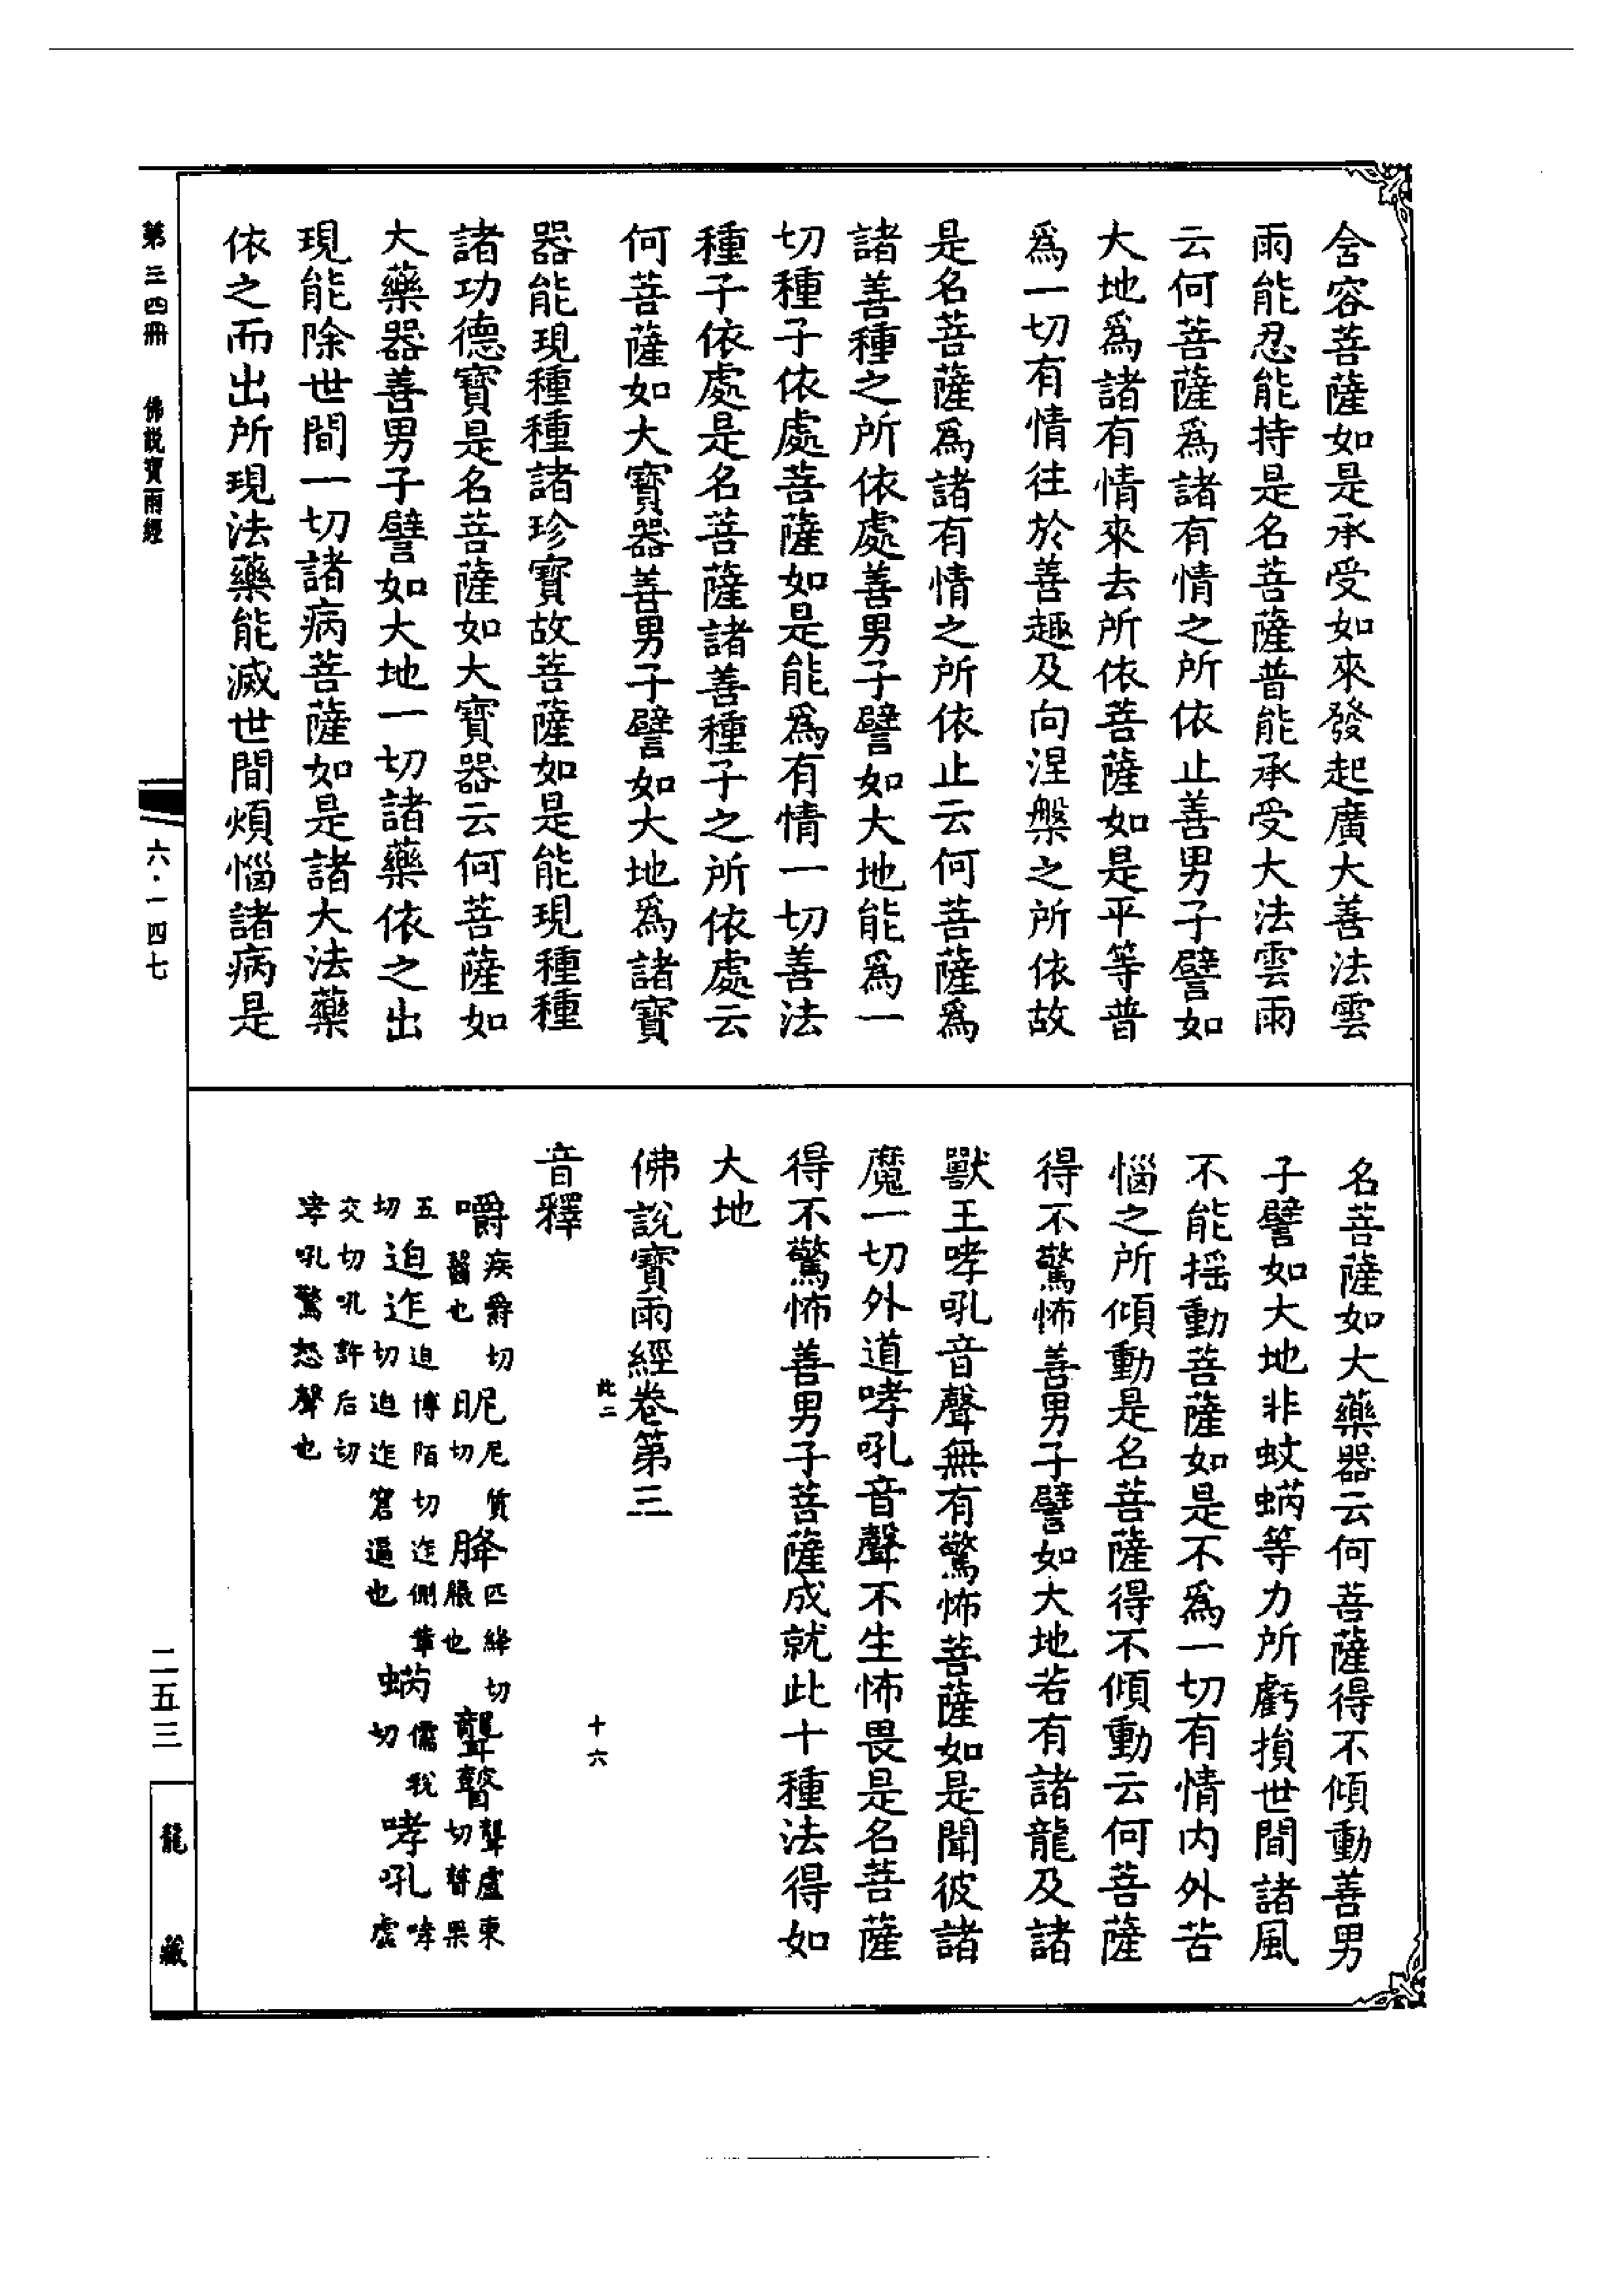 舍容菩薩如是承受如來發起廣大善法雲
雨能忍能持是名菩薩普能承受大法雲雨
云何菩薩爲諸有情之所依止善男子譬如
大地爲諸有情來去所依菩薩如是平等普
爲一切有情往於善趣及向涅槃之所依故
是名菩薩爲諸有情之所依止云何菩薩爲
諸善種之所依處善男子譬如大地能爲一
切種子依處菩薩如是能爲有情一切善法
種子依處是名菩薩諸善種子之所依處云
何菩薩如大寶器善男子譬如大地爲諸寶
器能現種種諸珍寶故菩薩如是能現種種
諸功德寶是名菩薩如大寶器云何菩薩如
大藥器善男子譬如大地一切諸藥依之出
現能除世間一切諸病菩薩如是諸大法藥
依之而出所現法藥能滅世間煩惱諸病是
名菩薩如大藥器云何菩薩得不傾動善男
子譬如大地非蚊蜹等力所虧損世間諸風
不能搖動菩薩如是不爲一切有情内外苦
惱之所傾動是名菩薩得不傾動云何菩薩
得不驚怖善男子譬如大地若有諸龍及諸
獸王哮吼音聲無有驚怖菩薩如是聞彼諸
魔一切外道哮吼音聲不生怖畏是名菩薩
得不驚怖善男子菩薩成就此十種法得如
大地
佛說寶雨經卷第三
此二 十六
音釋
嚼疾爵切齧也 昵尼質切 胮匹絳切脹也 聾瞽聾盧東切瞽果
五切 迫迮迫博陌切迮側革切迫迮窘逼也 蜹儒我切 哮吼哮虛
交切吼許后切
哮吼驚怒聲也
第三四冊 佛説寶雨經
六·一四七
二五三
龍藏